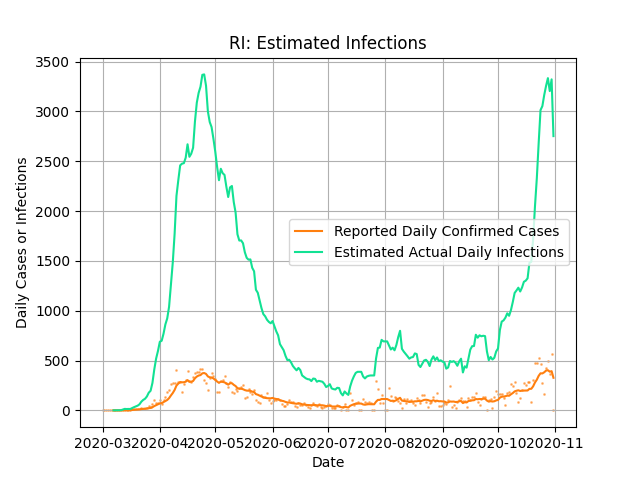 RI: Estimated Infections
Daily Cases or Infections
3500
3000
2500
2000
1500
1000
500
0
Reported Daily Confirmed Cases
Estimated Actual Daily Infections
2020-03 2020-04 2020-05 2020-06 2020-07 2020-08 2020-09 2020-10 2020-11
Date